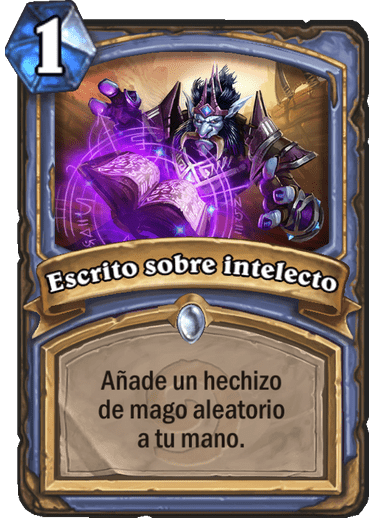 1
Escrito sobre intelecto
Añade un hechizo
de mago aleatorio
a tu mano.